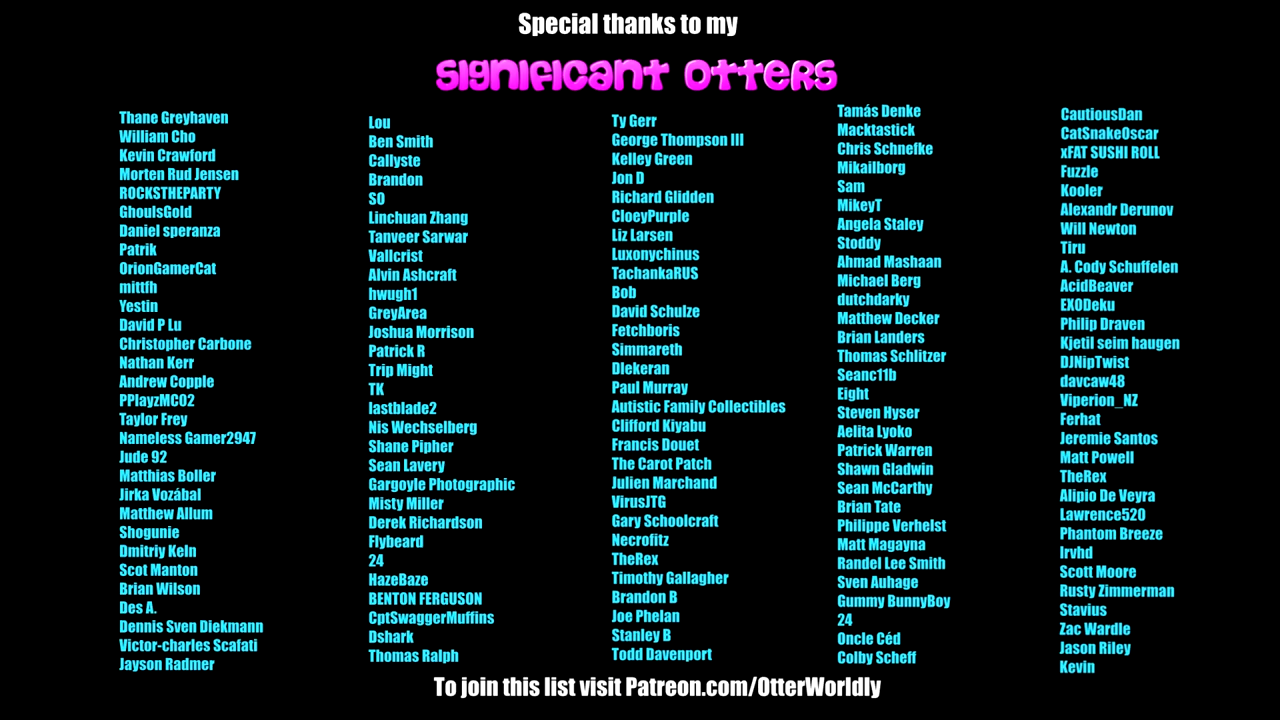 Special thanks to my
Significant Otters
Thane Greyhaven
William Cho
Kevin Crawford
Morten Rud Jensen
ROCKSTHEPARTY
GhoulsGold
Daniel speranza
Patrik
OrionGamerCat
mittfh
Yestin
David P Lu
Christopher Carbone
Nathan Kerr
Andrew Copple
PPlayzMCO2
Taylor Frey
Nameless Gamer2947
Jude 92
Matthias Boller
Jirka Vozábal
Matthew Allum
Shogunie
Dmitriy Keln
Scot Manton
Brian Wilson
Des A.
Dennis Sven Diekmann
Victor-charles Scafati
Jayson Radmer
Lou
Ben Smith
Callyste
Brandon
SO
Linchuan Zhang
Tanveer Sarwar
Vallcrist
Alvin Ashcraft
hwugh1
GreyArea
Joshua Morrison
Patrick R
Trip Might
TK
lastblade2
Nis Wechselberg
Shane Pipher
Sean Lavery
Gargoyle Photographic
Misty Miller
Derek Richardson
Flybeard
24
HazeBaze
BENTON FERGUSON
CptSwaggerMuffins
Dshark
Thomas Ralph
Ty Gerr
George Thompson III
Kelley Green
Jon D
Richard Glidden
CloeyPurple
Liz Larsen
Luxonychinus
TachankaRUS
Bob
David Schulze
Fetchboris
Simmareth
Dlekeran
Paul Murray
Autistic Family Collectibles
Clifford Kiyabu
Francis Douet
The Carot Patch
Julien Marchand
VirusJTG
Gary Schoolcraft
Necrofitz
TheRex
Timothy Gallagher
Brandon B
Joe Phelan
Stanley B
Todd Davenport
Tamás Denke
Macktastick
Chris Schnefke
Mikailborg
Sam
MikeyT
Angela Staley
Stoddy
Ahmad Mashaan
Michael Berg
dutchdarky
Matthew Decker
Brian Landers
Thomas Schlitzer
Seanc11b
Eight
Steven Hyser
Aelita Lyoko
Patrick Warren
Shawn Gladwin
Sean McCarthy
Brian Tate
Philippe Verhelst
Matt Magayna
Randel Lee Smith
Sven Auhage
Gummy BunnyBoy
24
Oncle Céd
Colby Scheff
CautiousDan
CatSnakeOscar
xFAT SUSHI ROLL
Fuzzle
Kooler
Alexandr Derunov
Will Newton
Tiru
A. Cody Schuffelen
AcidBeaver
EXODeku
Philip Draven
Kjetil seim haugen
DJNipTwist
davcaw48
Viperion_NZ
Ferhat
Jeremie Santos
Matt Powell
TheRex
Alipio De Veyra
Lawrence520
Phantom Breeze
Irvhd
Scott Moore
Rusty Zimmerman
Stavius
Zac Wardle
Jason Riley
Kevin
To join this list visit Patreon.com/OtterWorldly